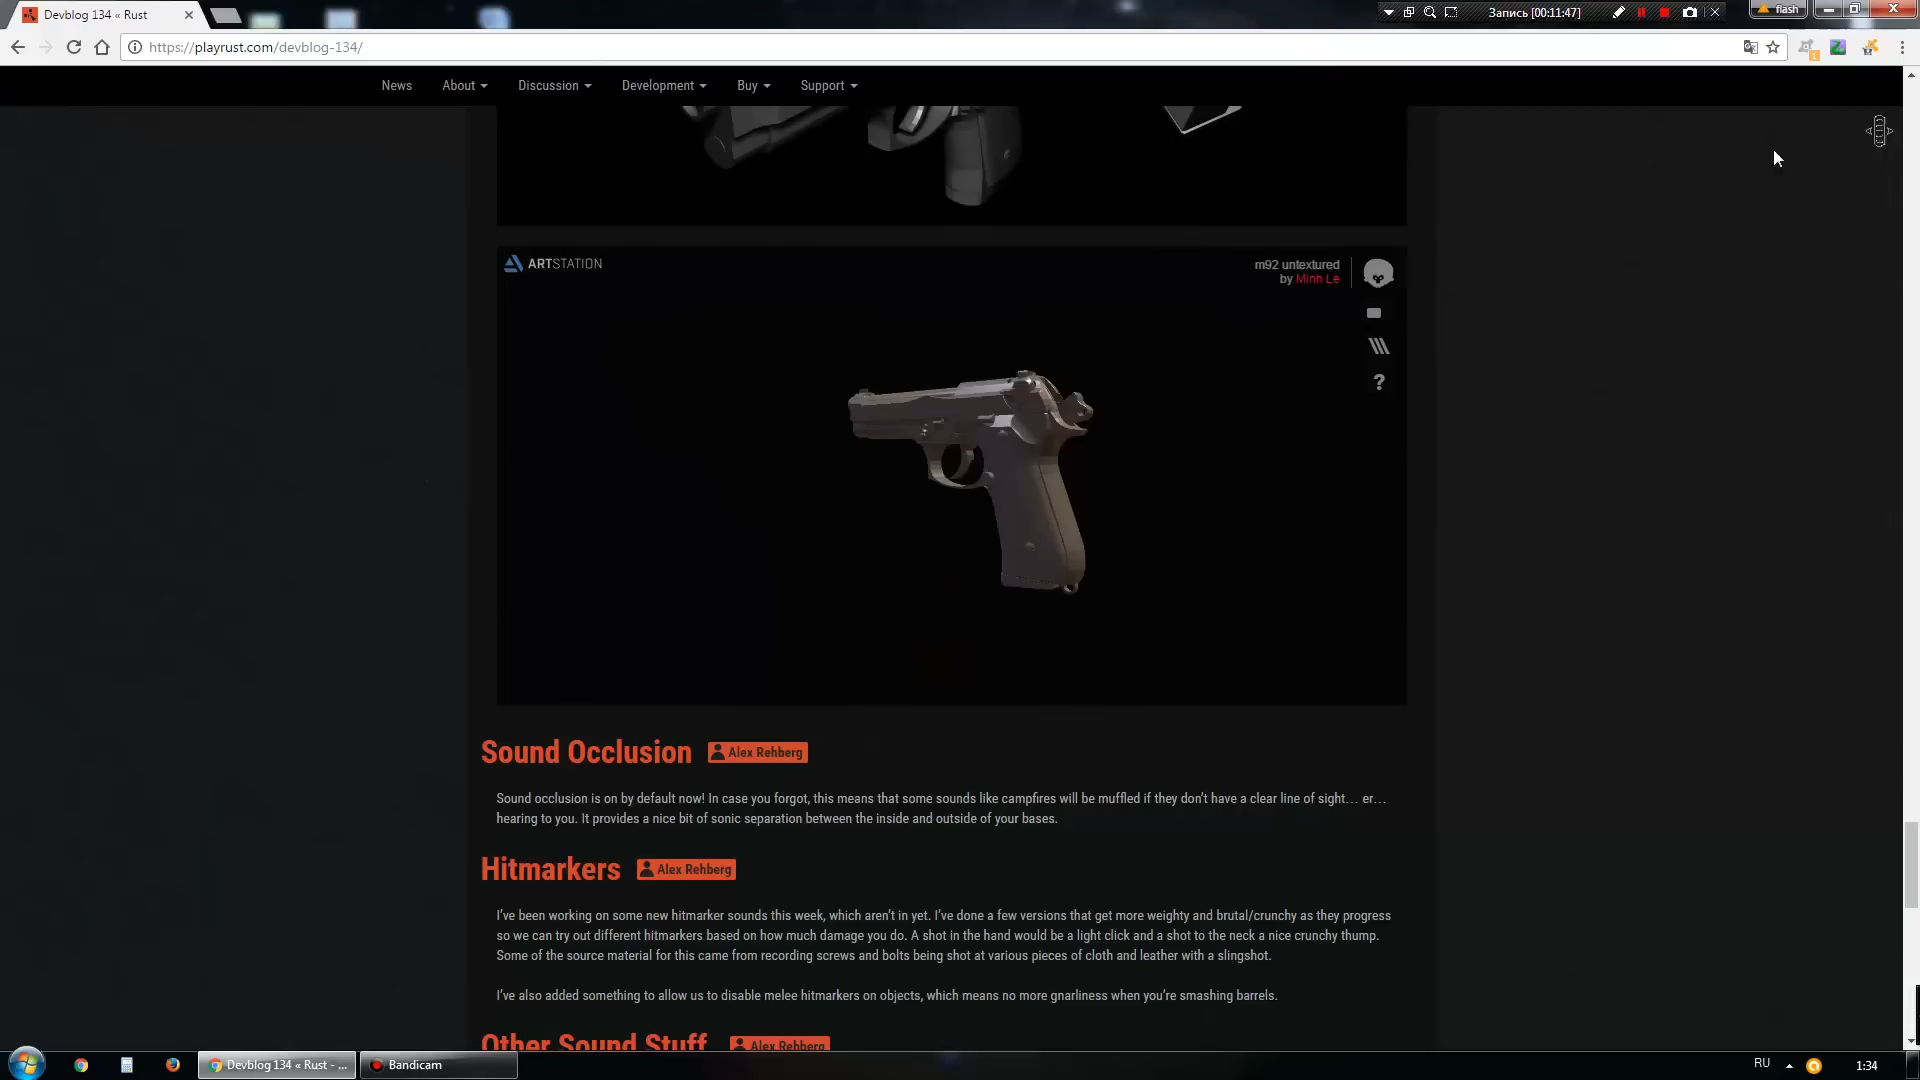 Devblog 134 « Rust
Запись [00:11:47]
flash
https://playrust.com/devblog-134/
1
News About Discussion Development Buy Support
ARTSTATION
m92 untextured
by Minh Le
?
Sound Occlusion Alex Rehberg
Sound occlusion is on by default now! In case you forgot, this means that some sounds like campfires will be muffled if they don't have a clear line of sight… er…
hearing to you. It provides a nice bit of sonic separation between the inside and outside of your bases.
Hitmarkers Alex Rehberg
I've been working on some new hitmarker sounds this week, which aren't in yet. I've done a few versions that get more weighty and brutal/crunchy as they progress
so we can try out different hitmarkers based on how much damage you do. A shot in the hand would be a light click and a shot to the neck a nice crunchy thump.
Some of the source material for this came from recording screws and bolts being shot at various pieces of cloth and leather with a slingshot.
I've also added something to allow us to disable melee hitmarkers on objects, which means no more gnarliness when you're smashing barrels.
Other Sound Stuff Alex Rehberg
Devblog 134 « Rust - ...
Bandicam
RU
1:34